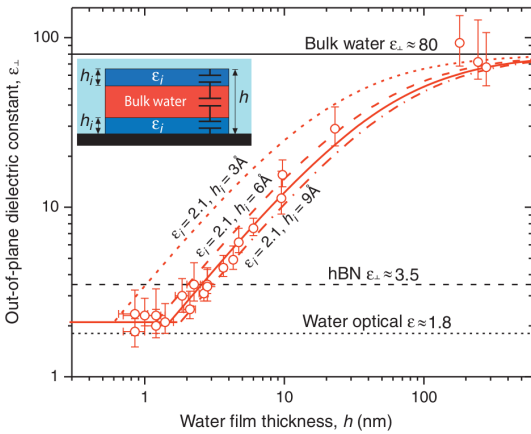 100
10
1
Out-of-plane dielectric constant, ε⊥
Bulk water ε⊥ ≈ 80
hi
εi
Bulk water
h
hi
εi
εi = 2.1, hi = 3Å
εi = 2.1, hi = 6Å
εi = 2.1, hi = 9Å
hBN ε⊥ ≈ 3.5
Water optical ε ≈ 1.8
1
10
100
Water film thickness, h (nm)